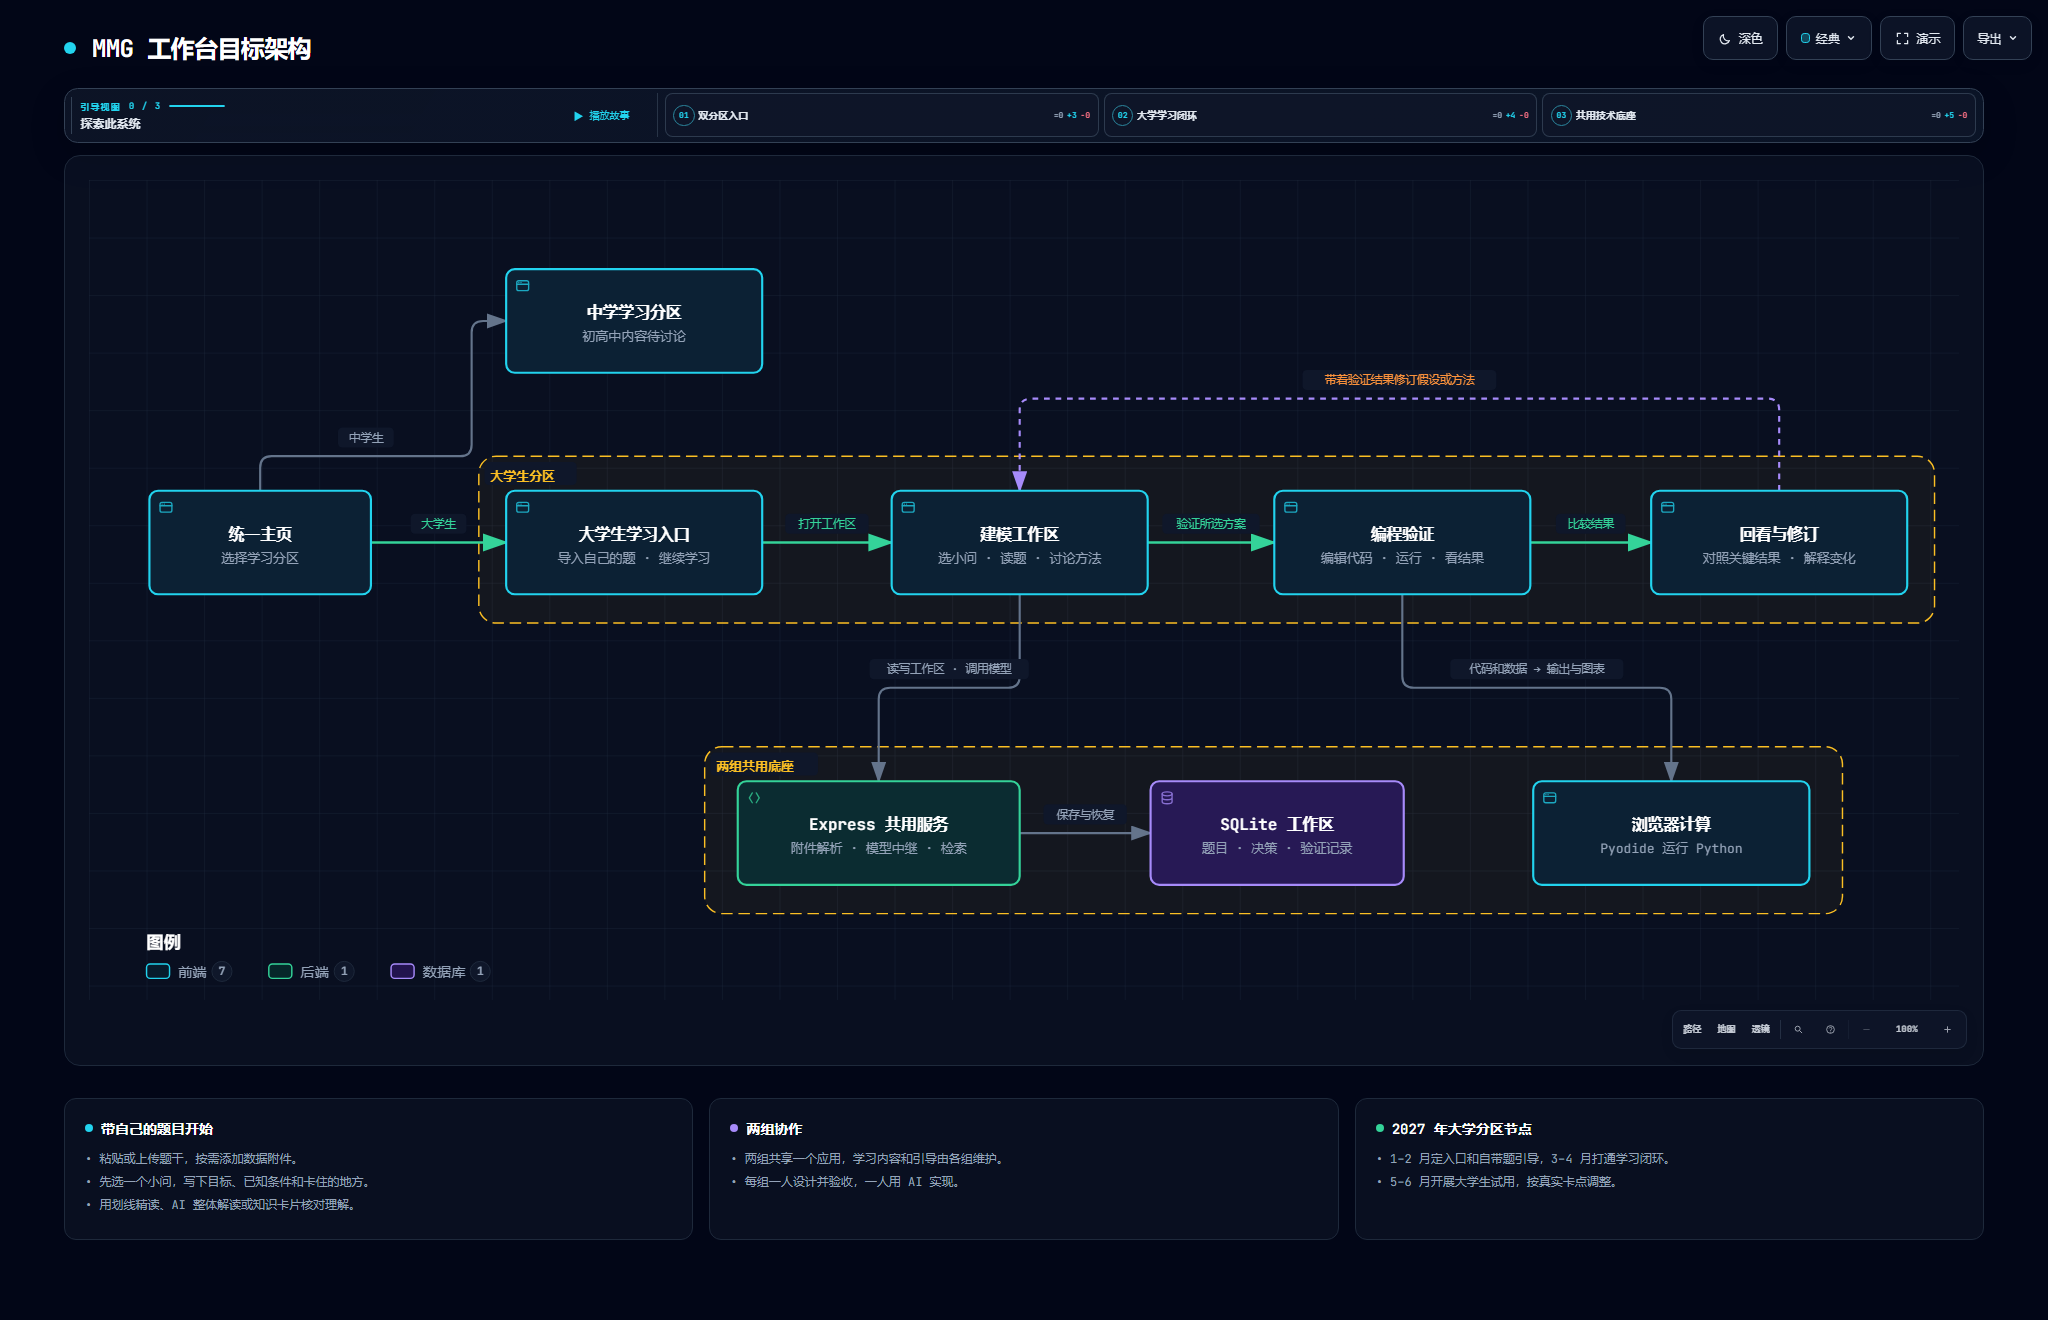 MMG 工作台目标架构
深色
经典
演示
导出
引导视图 0 / 3
探索此系统
播放故事
01 双分区入口 =0 +3 -0
02 大学学习闭环 =0 +4 -0
03 共用技术底座 =0 +5 -0
中学学习分区
初高中内容待讨论
带着验证结果修订假设或方法
中学生
大学生分区
统一主页
选择学习分区
大学生
大学生学习入口
导入自己的题 · 继续学习
打开工作区
建模工作区
选小问 · 读题 · 讨论方法
验证所选方案
编程验证
编辑代码 · 运行 · 看结果
比较结果
回看与修订
对照关键结果 · 解释变化
读写工作区 · 调用模型
代码和数据 → 输出与图表
两组共用底座
Express 共用服务
附件解析 · 模型中继 · 检索
保存与恢复
SQLite 工作区
题目 · 决策 · 验证记录
浏览器计算
Pyodide 运行 Python
图例
前端 7
后端 1
数据库 1
路径 地图 透镜 100%
带自己的题目开始
• 粘贴或上传题干，按需添加数据附件。
• 先选一个小问，写下目标、已知条件和卡住的地方。
• 用划线精读、AI 整体解读或知识卡片核对理解。
两组协作
• 两组共享一个应用，学习内容和引导由各组维护。
• 每组一人设计并验收，一人用 AI 实现。
2027 年大学分区节点
• 1-2 月定入口和自带题引导，3-4 月打通学习闭环。
• 5-6 月开展大学生试用，按真实卡点调整。